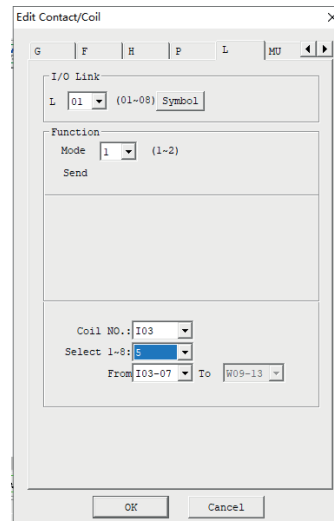 Edit Contact/Coil
G F H P L MU
I/O Link
L 01 (01~08) Symbol
Function
Mode 1 (1~2)
Send
Coil NO.: I03
Select 1~8: 5
From I03-07 To W09-13
OK Cancel